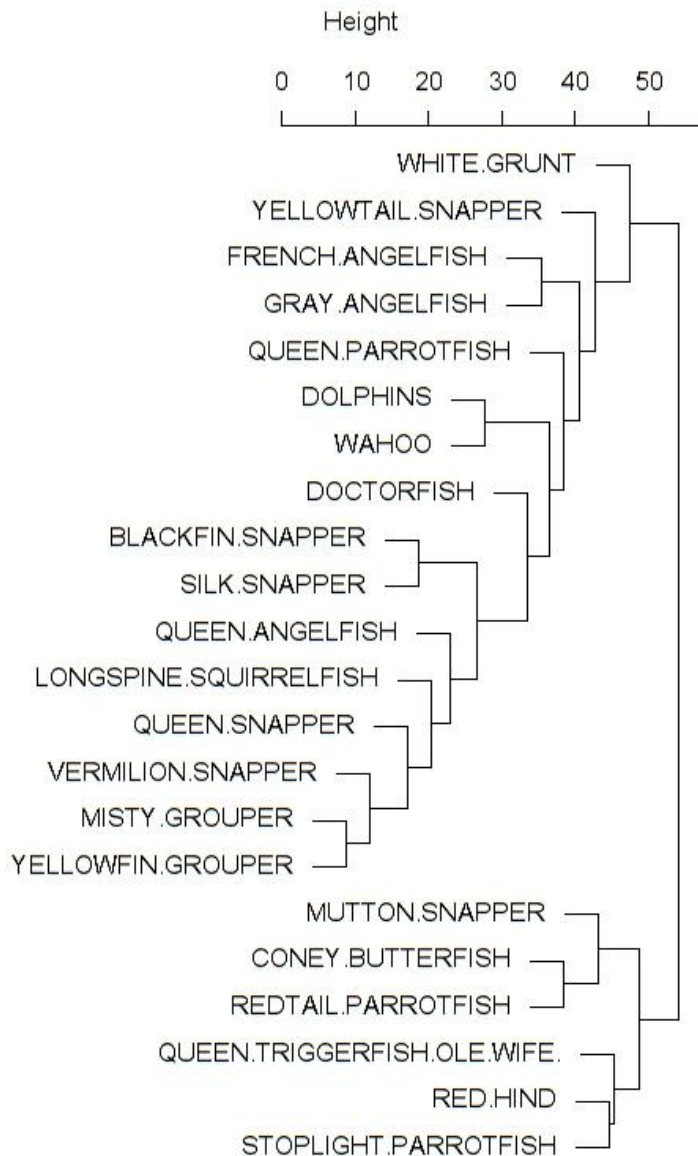 Height
0 10 20 30 40 50
WHITE.GRUNT
YELLOWTAIL.SNAPPER
FRENCH.ANGELFISH
GRAY.ANGELFISH
QUEEN.PARROTFISH
DOLPHINS
WAHOO
DOCTORFISH
BLACKFIN.SNAPPER
SILK.SNAPPER
QUEEN.ANGELFISH
LONGSPINE.SQUIRRELFISH
QUEEN.SNAPPER
VERMILION.SNAPPER
MISTY.GROUPER
YELLOWFIN.GROUPER
MUTTON.SNAPPER
CONEY.BUTTERFISH
REDTAIL.PARROTFISH
QUEEN.TRIGGERFISH.OLE.WIFE.
RED.HIND
STOPLIGHT.PARROTFISH